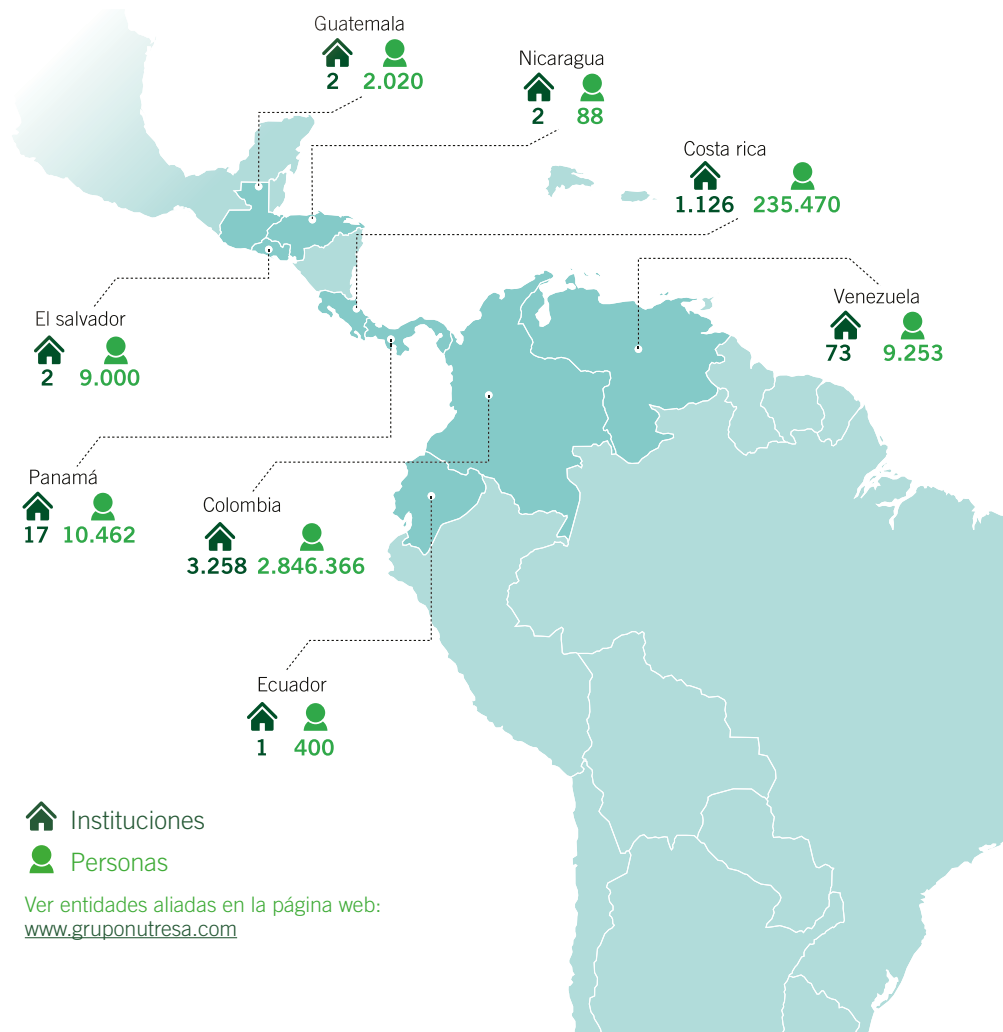 Guatemala
2 2.020
Nicaragua
2 88
Costa rica
1.126 235.470
Venezuela
73 9.253
El salvador
2 9.000
Panamá
17 10.462
Colombia
3.258 2.846.366
Ecuador
1 400
Instituciones
Personas
Ver entidades aliadas en la página web:
www.gruponutresa.com